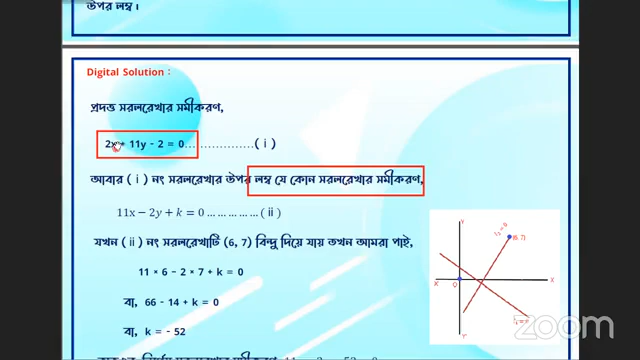 উপর লম্ব।
Digital Solution :
প্রদত্ত সরলরেখার সমীকরণ,
2x + 11y - 2 = 0..................( i )
আবার ( i ) নং সরলরেখার উপর লম্ব যে কোন সরলরেখার সমীকরণ,
11x − 2y + k = 0 … … … … … ( ii )
যখন ( ii ) নং সরলরেখাটি (6, 7) বিন্দু দিয়ে যায় তখন আমরা পাই,
11 × 6 − 2 × 7 + k = 0
বা, 66 - 14 + k = 0
বা, k = - 52
Y
(6, 7)
X
O
X
Y'
zoom